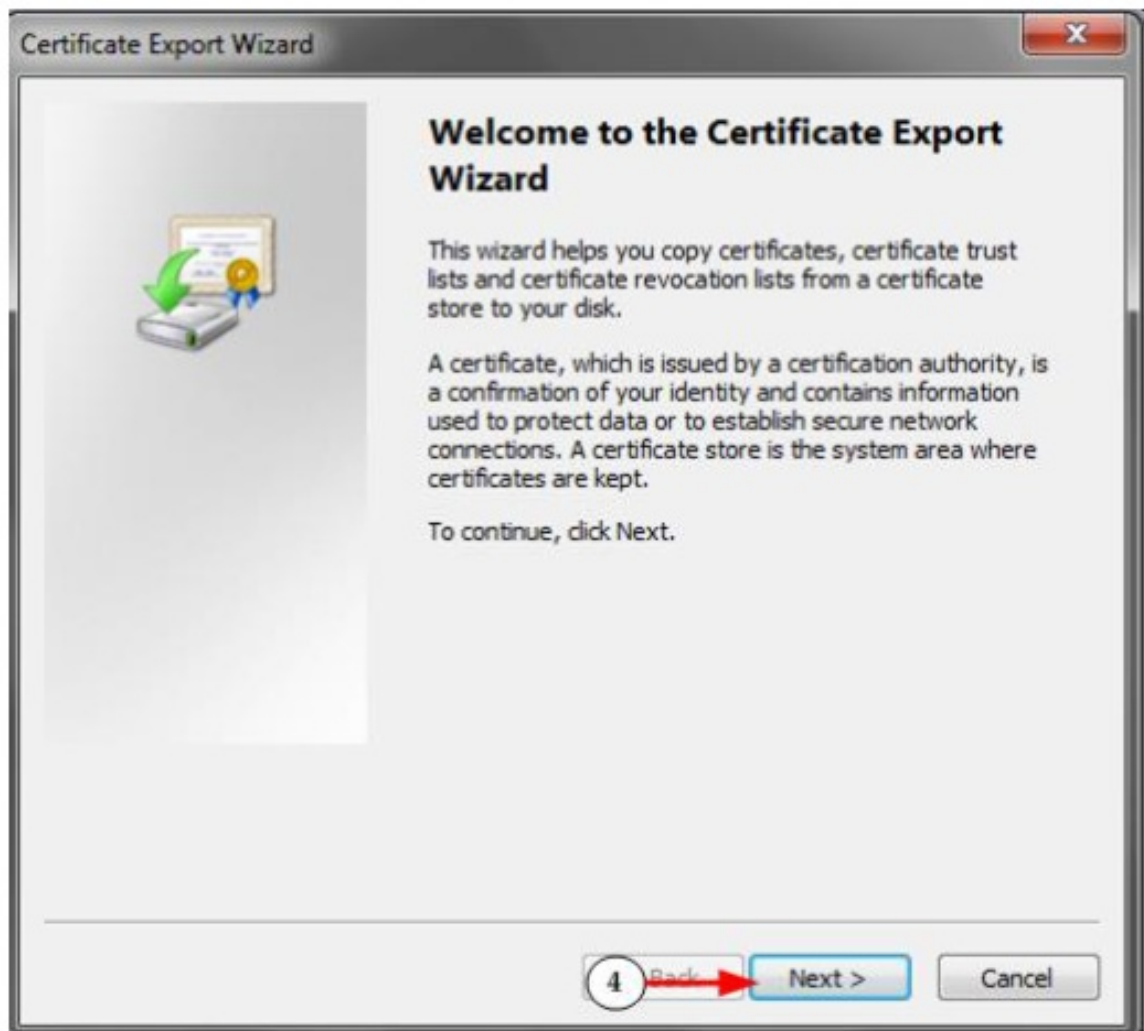 Certificate Export Wizard
Welcome to the Certificate Export
Wizard
This wizard helps you copy certificates, certificate trust
lists and certificate revocation lists from a certificate
store to your disk.
A certificate, which is issued by a certification authority, is
a confirmation of your identity and contains information
used to protect data or to establish secure network
connections. A certificate store is the system area where
certificates are kept.
To continue, click Next.
4 Back Next > Cancel